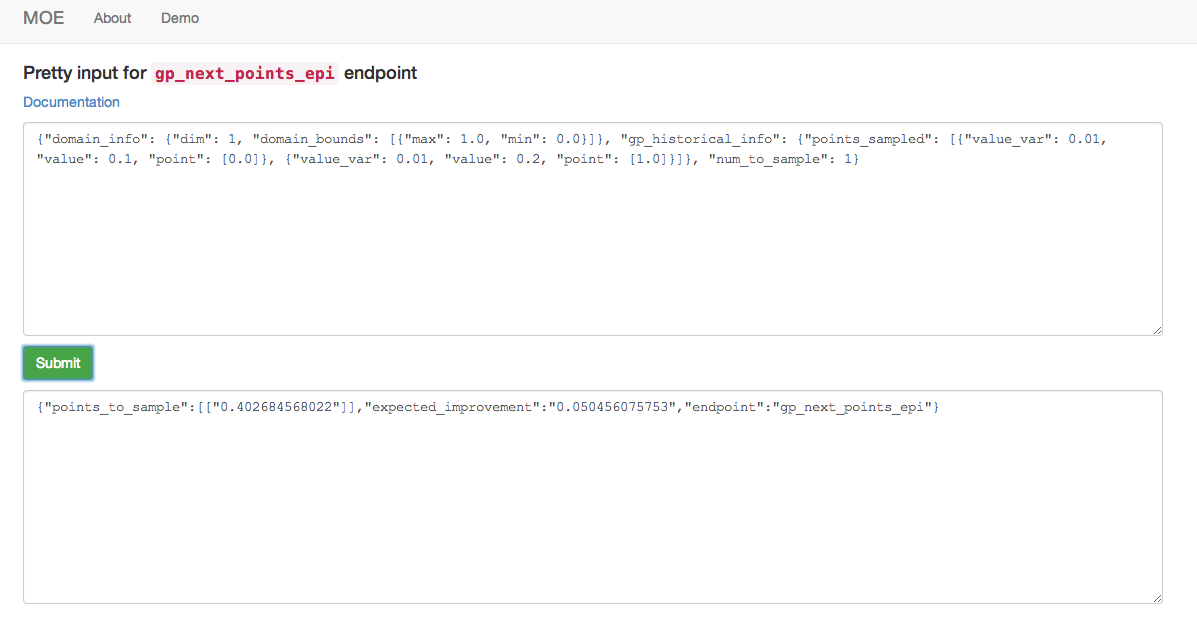 MOE About Demo
Pretty input for gp_next_points_epi endpoint
Documentation
{"domain_info": {"dim": 1, "domain_bounds": [{"max": 1.0, "min": 0.0}]}, "gp_historical_info": {"points_sampled": [{"value_var": 0.01,
"value": 0.1, "point": [0.0]}, {"value_var": 0.01, "value": 0.2, "point": [1.0]}]}, "num_to_sample": 1}
Submit
{"points_to_sample":[["0.402684568022"]],"expected_improvement":"0.050456075753","endpoint":"gp_next_points_epi"}